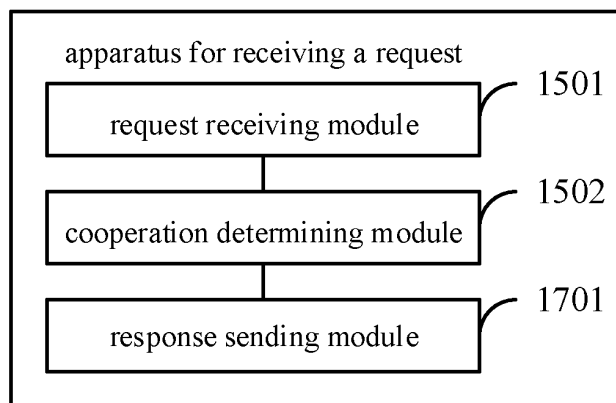 apparatus for receiving a request
1501
request receiving module
1502
cooperation determining module
1701
response sending module